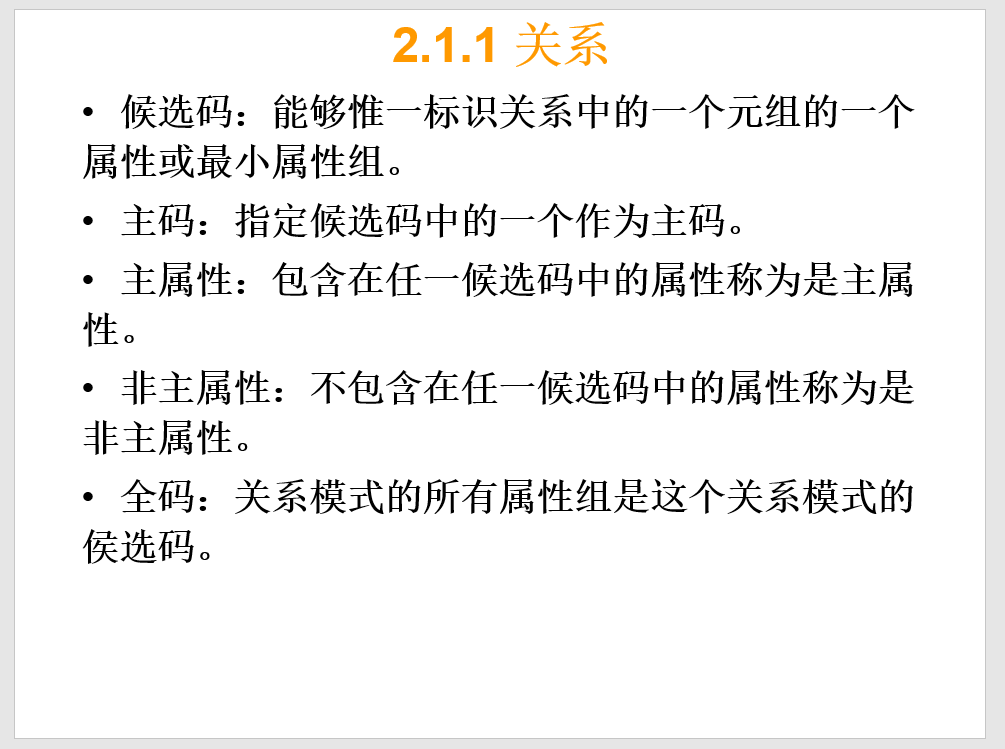 2.1.1 关系
• 候选码：能够惟一标识关系中的一个元组的一个
属性或最小属性组。
• 主码：指定候选码中的一个作为主码。
• 主属性：包含在任一候选码中的属性称为是主属
性。
• 非主属性：不包含在任一候选码中的属性称为是
非主属性。
• 全码：关系模式的所有属性组是这个关系模式的
侯选码。